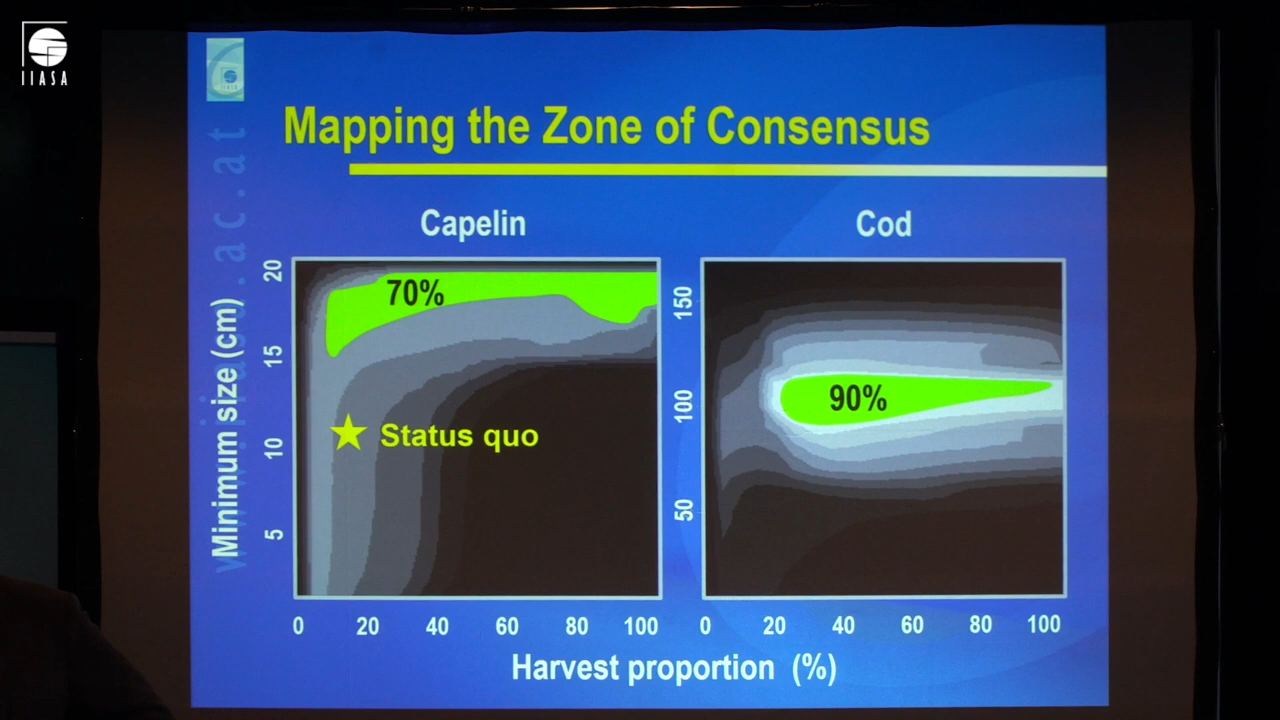 IIASA
Mapping the Zone of Consensus
Capelin
Cod
Minimum size (cm)
20
15
10
5
70%
Status quo
0 20 40 60 80 100
150
100
50
90%
0 20 40 60 80 100
Harvest proportion (%)